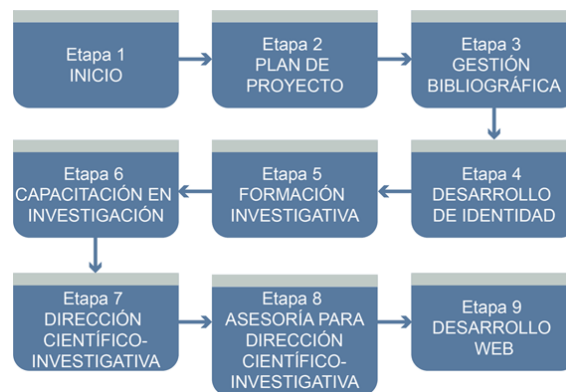 Etapa 1
INICIO
Etapa 2
PLAN DE
PROYECTO
Etapa 3
GESTIÓN
BIBLIOGRÁFICA
Etapa 4
DESARROLLO
DE IDENTIDAD
Etapa 5
FORMACIÓN
INVESTIGATIVA
Etapa 6
CAPACITACIÓN EN
INVESTIGACIÓN
Etapa 7
DIRECCIÓN
CIENTÍFICO-
INVESTIGATIVA
Etapa 8
ASESORÍA PARA
DIRECCIÓN
CIENTÍFICO-
INVESTIGATIVA
Etapa 9
DESARROLLO
WEB